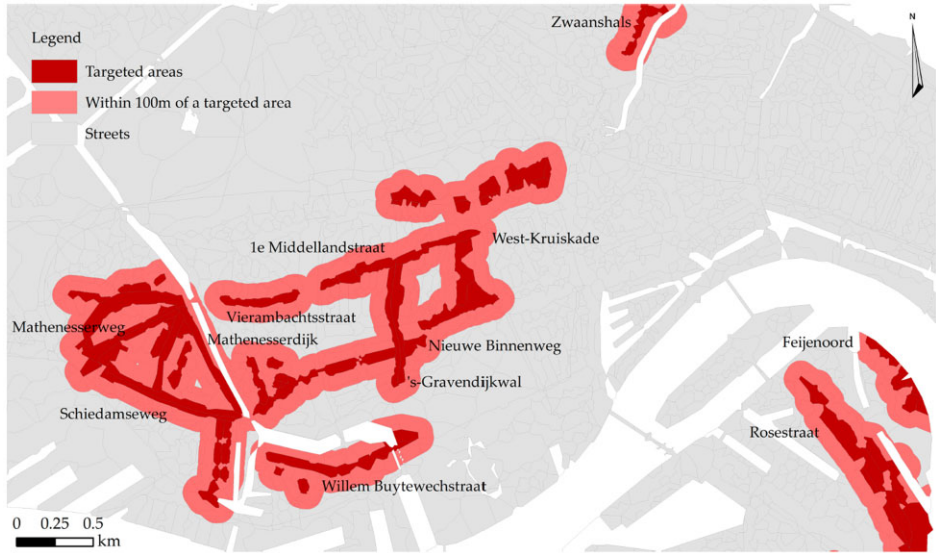 Zwaanshals
N
Legend
Targeted areas
Within 100m of a targeted area
Streets
1e Middellandstraat
West-Kruiskade
Vierambachtsstraat
Mathenesserweg
Mathenesserdijk
Nieuwe Binnenweg
Feijenoord
's-Gravendijkwal
Schiedamseweg
Rosestraat
Willem Buytewechstraat
0 0.25 0.5
km